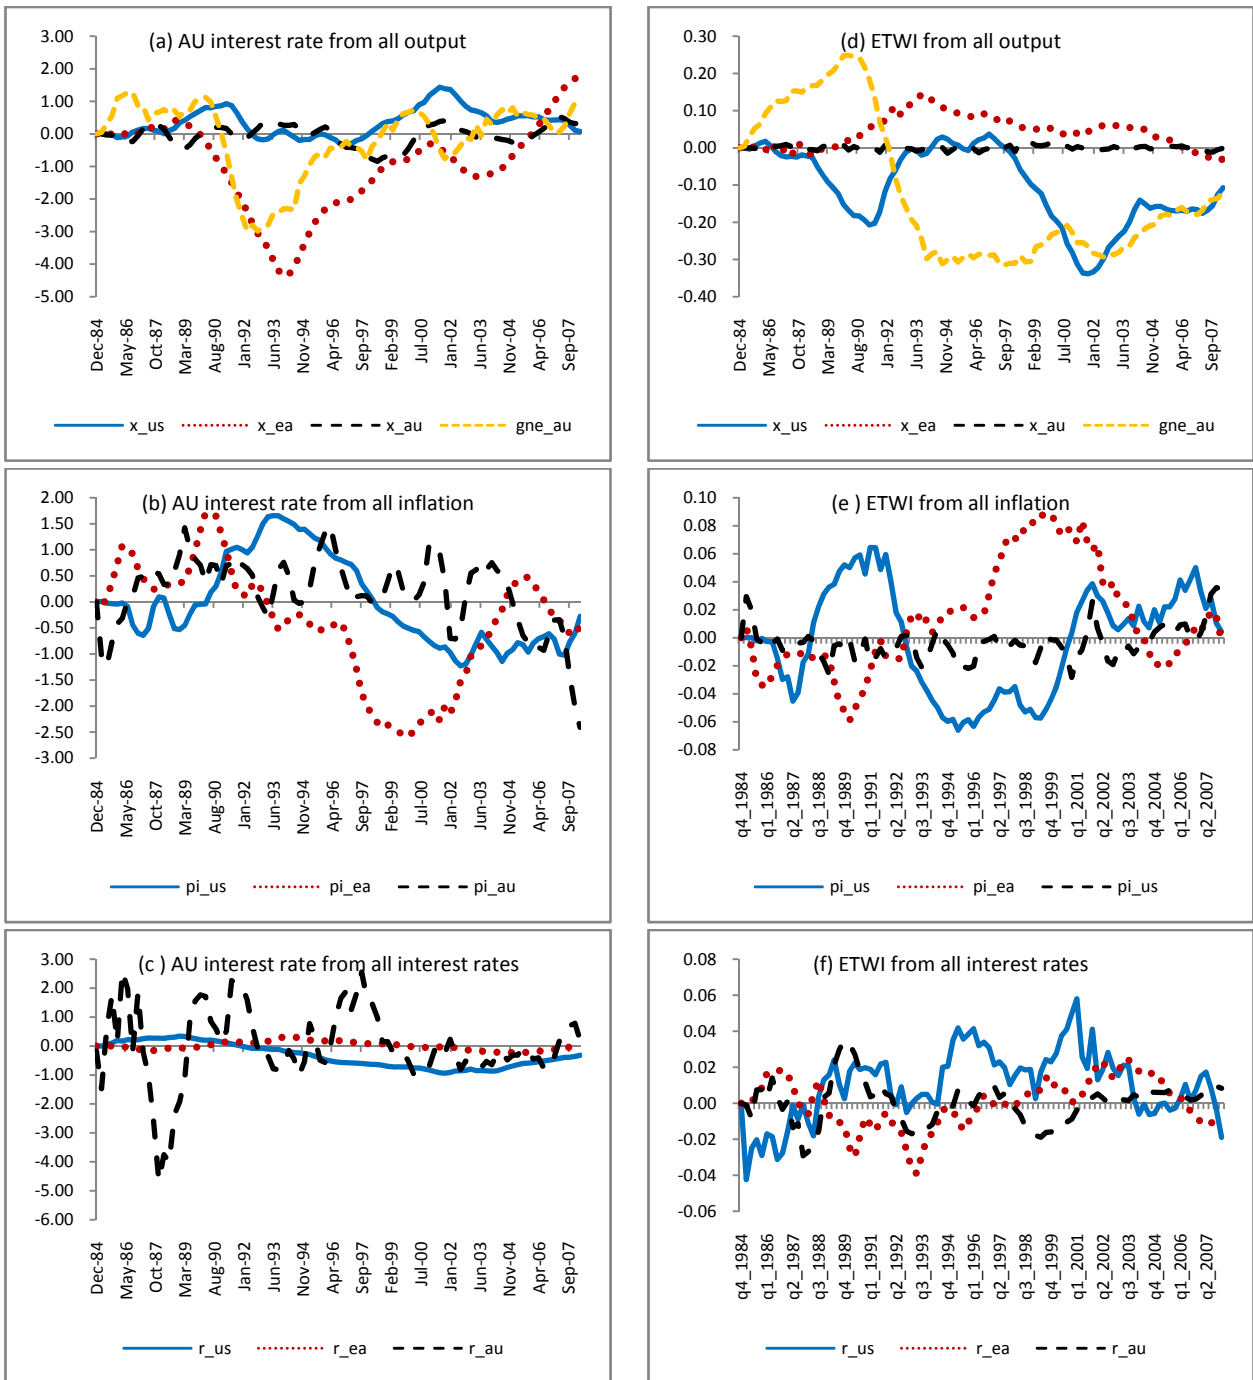 (a) AU interest rate from all output
3.00
2.00
1.00
0.00
-1.00
-2.00
-3.00
-4.00
-5.00
Dec-84
May-86
Oct-87
Mar-89
Aug-90
Jan-92
Jun-93
Nov-94
Apr-96
Sep-97
Feb-99
Jul-00
Jan-02
Jun-03
Nov-04
Apr-06
Sep-07
x_us x_ea x_au gne_au
(d) ETWI from all output
0.30
0.20
0.10
0.00
-0.10
-0.20
-0.30
-0.40
Dec-84
May-86
Oct-87
Mar-89
Aug-90
Jan-92
Jun-93
Nov-94
Apr-96
Sep-97
Feb-99
Jul-00
Jan-02
Jun-03
Nov-04
Apr-06
Sep-07
x_us x_ea x_au gne_au
(b) AU interest rate from all inflation
2.00
1.50
1.00
0.50
0.00
-0.50
-1.00
-1.50
-2.00
-2.50
-3.00
Dec-84
May-86
Oct-87
Mar-89
Aug-90
Jan-92
Jun-93
Nov-94
Apr-96
Sep-97
Feb-99
Jul-00
Jan-02
Jun-03
Nov-04
Apr-06
Sep-07
pi_us pi_ea pi_au
(e ) ETWI from all inflation
0.10
0.08
0.06
0.04
0.02
0.00
-0.02
-0.04
-0.06
-0.08
q4_1984
q1_1986
q2_1987
q3_1988
q4_1989
q1_1991
q2_1992
q3_1993
q4_1994
q1_1996
q2_1997
q3_1998
q4_1999
q1_2001
q2_2002
q3_2003
q4_2004
q1_2006
q2_2007
pi_us pi_ea pi_us
(c ) AU interest rate from all interest rates
3.00
2.00
1.00
0.00
-1.00
-2.00
-3.00
-4.00
-5.00
-6.00
Dec-84
May-86
Oct-87
Mar-89
Aug-90
Jan-92
Jun-93
Nov-94
Apr-96
Sep-97
Feb-99
Jul-00
Jan-02
Jun-03
Nov-04
Apr-06
Sep-07
r_us r_ea r_au
(f) ETWI from all interest rates
0.08
0.06
0.04
0.02
0.00
-0.02
-0.04
-0.06
q4_1984
q1_1986
q2_1987
q3_1988
q4_1989
q1_1991
q2_1992
q3_1993
q4_1994
q1_1996
q2_1997
q3_1998
q4_1999
q1_2001
q2_2002
q3_2003
q4_2004
q1_2006
q2_2007
r_us r_ea r_au